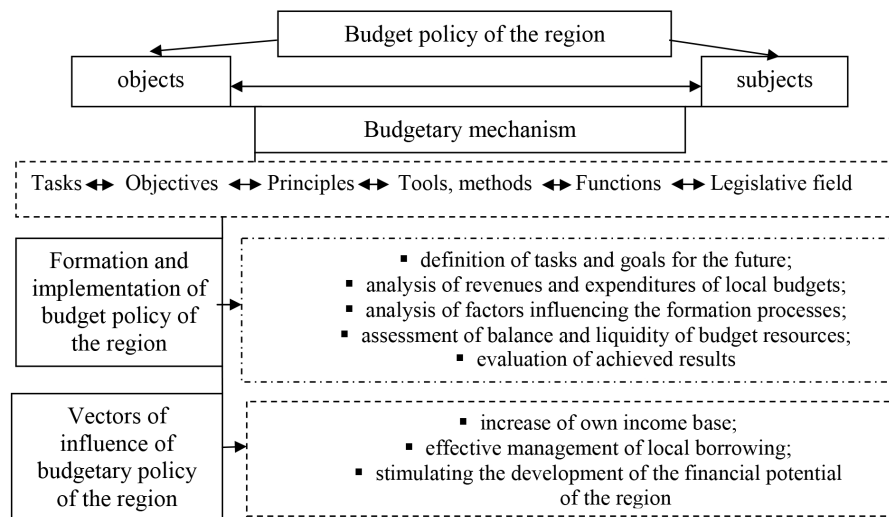 Budget policy of the region
objects
subjects
Budgetary mechanism
Tasks Objectives Principles Tools, methods Functions Legislative field
Formation and
implementation of
budget policy of
the region
▪ definition of tasks and goals for the future;
▪ analysis of revenues and expenditures of local budgets;
▪ analysis of factors influencing the formation processes;
▪ assessment of balance and liquidity of budget resources;
▪ evaluation of achieved results
Vectors of
influence of
budgetary policy
of the region
▪ increase of own income base;
▪ effective management of local borrowing;
▪ stimulating the development of the financial potential
of the region